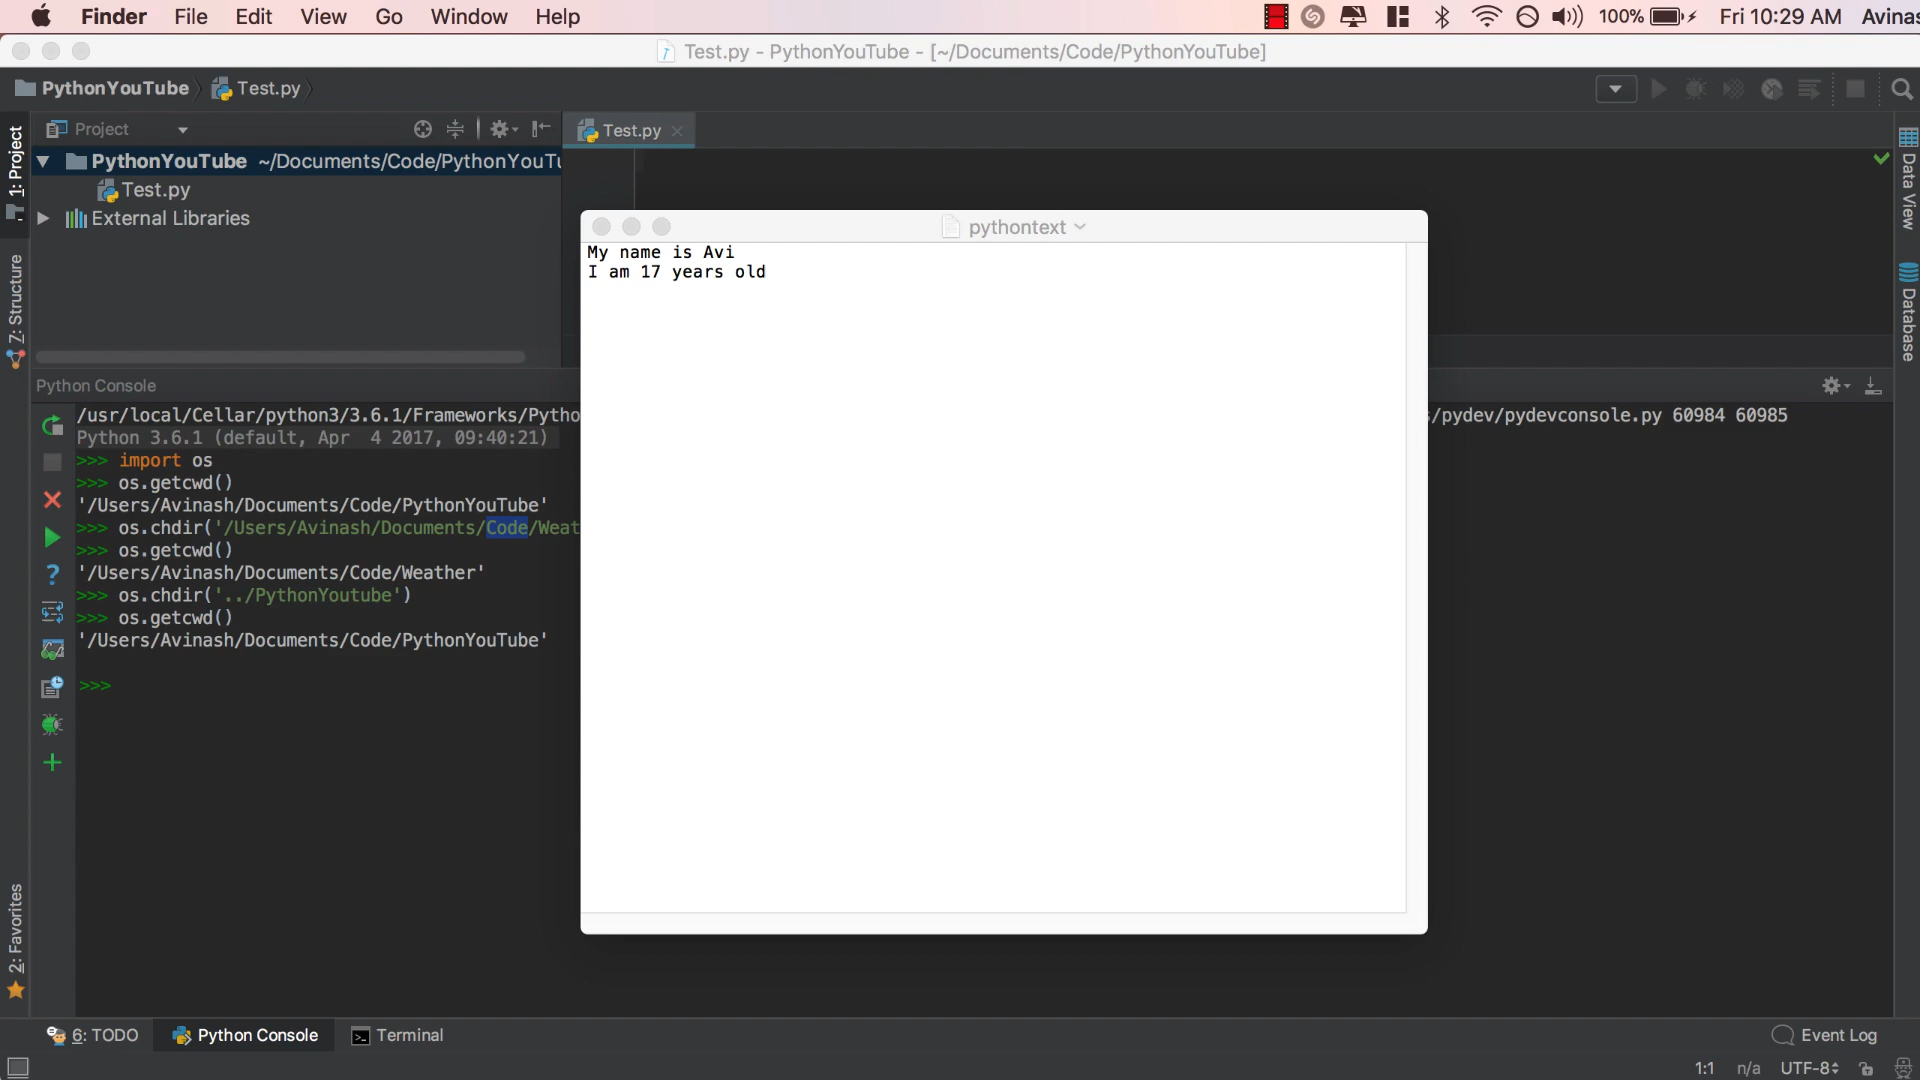 Finder File Edit View Go Window Help 100% Fri 10:29 AM Avinas
Test.py - PythonYouTube - [~/Documents/Code/PythonYouTube]
PythonYouTube Test.py
Project
Test.py
1: Project
PythonYouTube ~/Documents/Code/PythonYouTu
Test.py
External Libraries
Z: Structure
Data View
Database
pythontext
My name is Avi
I am 17 years old
Python Console
/usr/local/Cellar/python3/3.6.1/Frameworks/Pytho
/pydev/pydevconsole.py 60984 60985
Python 3.6.1 (default, Apr  4 2017, 09:40:21)
>>> import os
>>> os.getcwd()
'/Users/Avinash/Documents/Code/PythonYouTube'
>>> os.chdir('/Users/Avinash/Documents/Code/Weat
>>> os.getcwd()
'/Users/Avinash/Documents/Code/Weather'
>>> os.chdir('../PythonYoutube')
>>> os.getcwd()
'/Users/Avinash/Documents/Code/PythonYouTube'
>>>
2: Favorites
6: TODO Python Console Terminal Event Log
1:1 n/a UTF-8